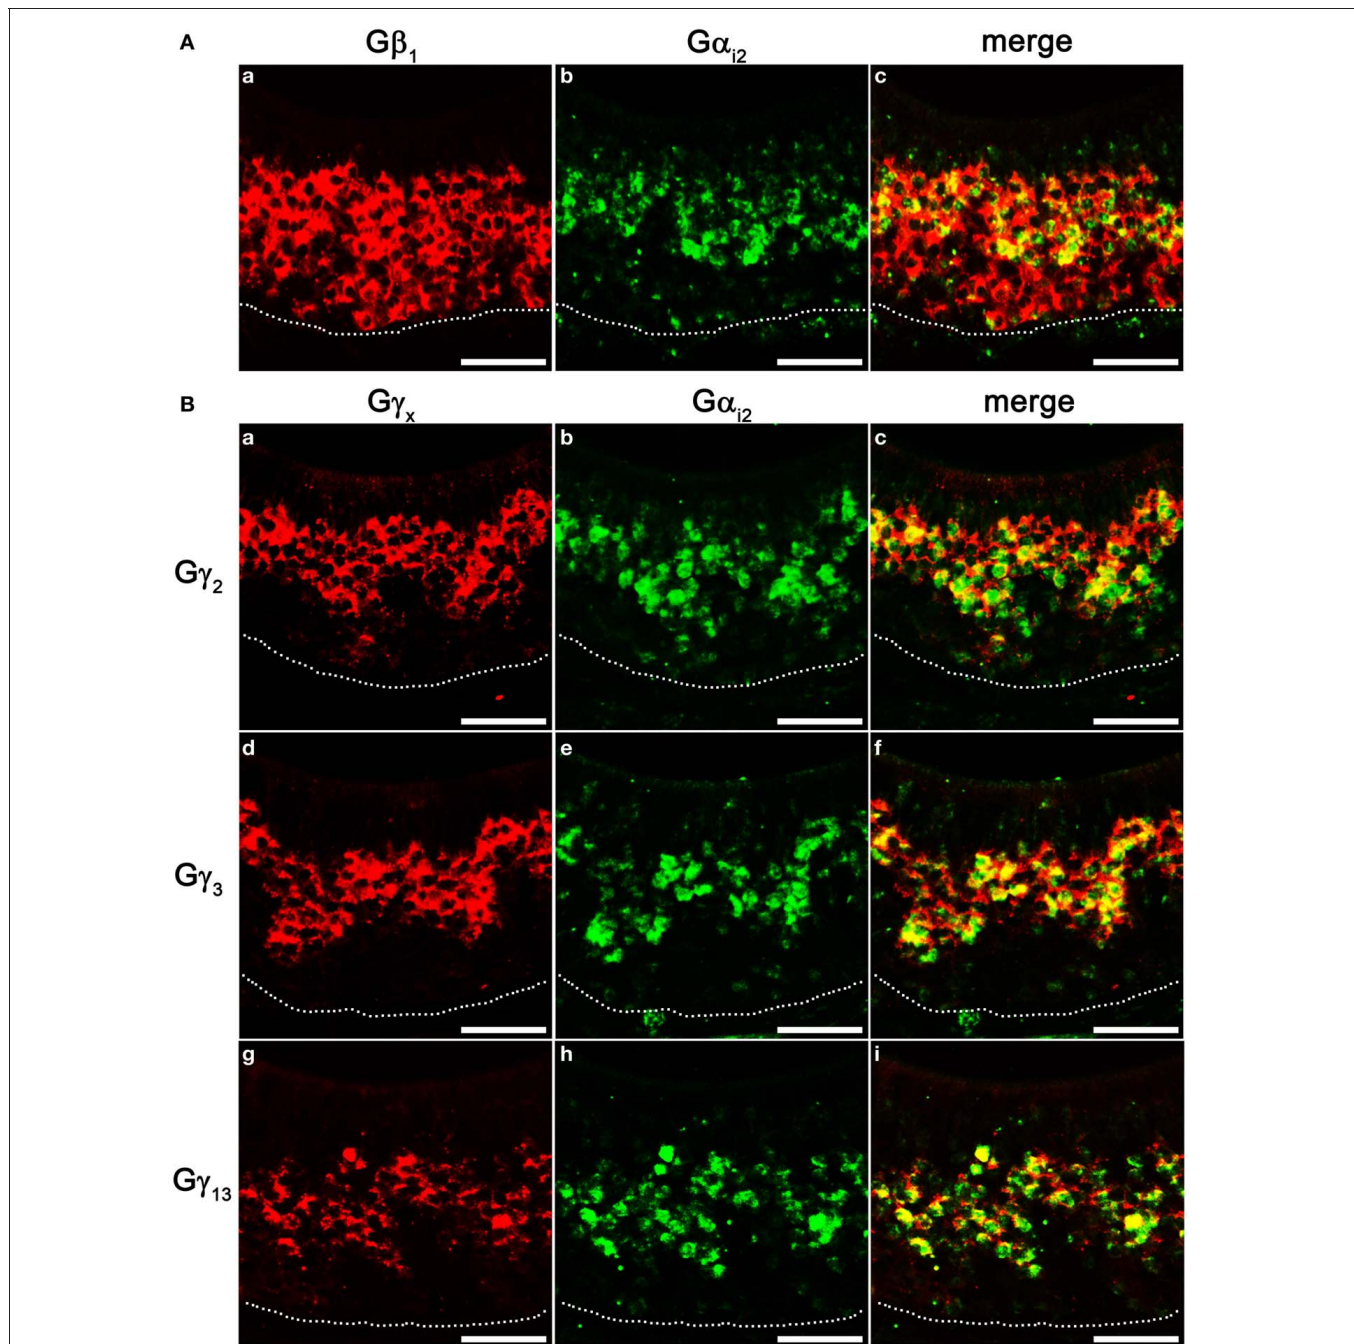 A Gβ1 Gαi2 merge
a b c
B Gγx Gαi2 merge
a b c
Gγ2
d e f
Gγ3
g h i
Gγ13